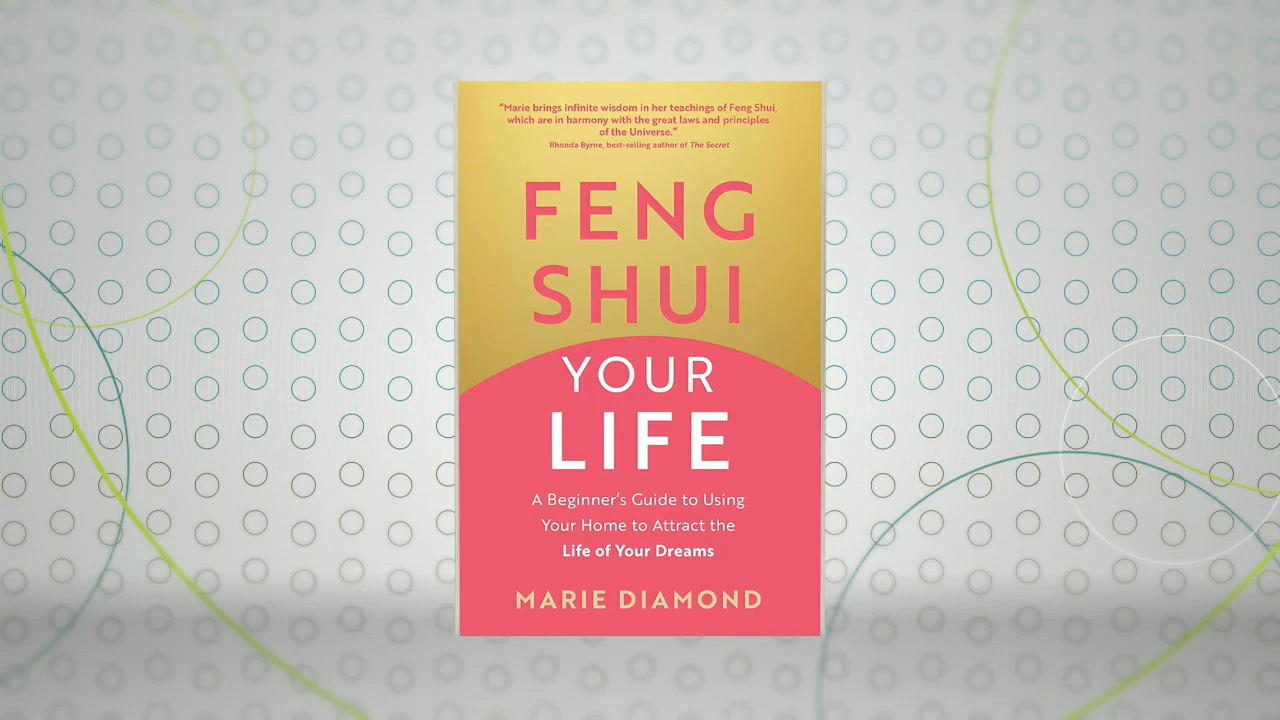 “Marie brings infinite wisdom in her teachings of Feng Shui,
which are in harmony with the great laws and principles
of the Universe.”
Rhonda Byrne, best-selling author of The Secret
FENG
SHUI
YOUR
LIFE
A Beginner’s Guide to Using
Your Home to Attract the
Life of Your Dreams
MARIE DIAMOND